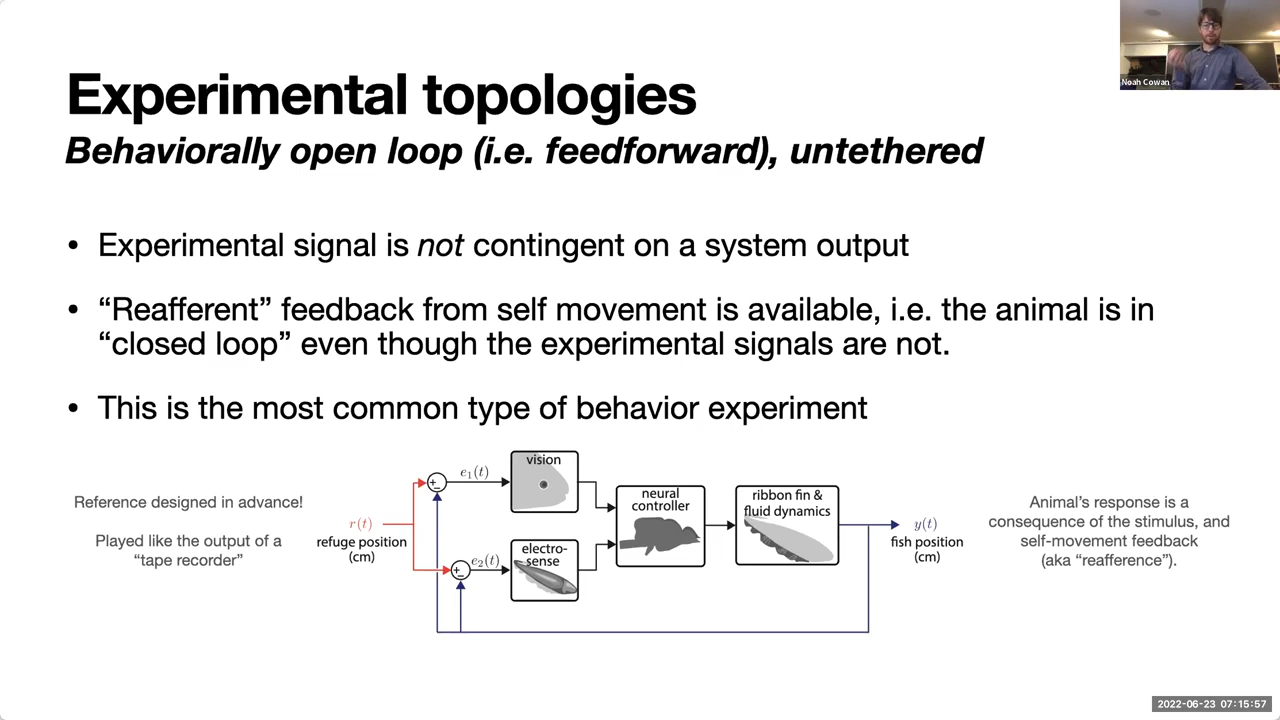 Noah Cowan
Experimental topologies
Behaviorally open loop (i.e. feedforward), untethered
• Experimental signal is not contingent on a system output
• “Reafferent” feedback from self movement is available, i.e. the animal is in
“closed loop” even though the experimental signals are not.
• This is the most common type of behavior experiment
Reference designed in advance!
Played like the output of a
“tape recorder”
r(t)
refuge position
(cm)
+
−
e₁(t)
vision
+
−
e₂(t)
electro-
sense
neural
controller
ribbon fin &
fluid dynamics
y(t)
fish position
(cm)
Animal’s response is a
consequence of the stimulus, and
self-movement feedback
(aka “reafference”).
2022-06-23 07:15:57